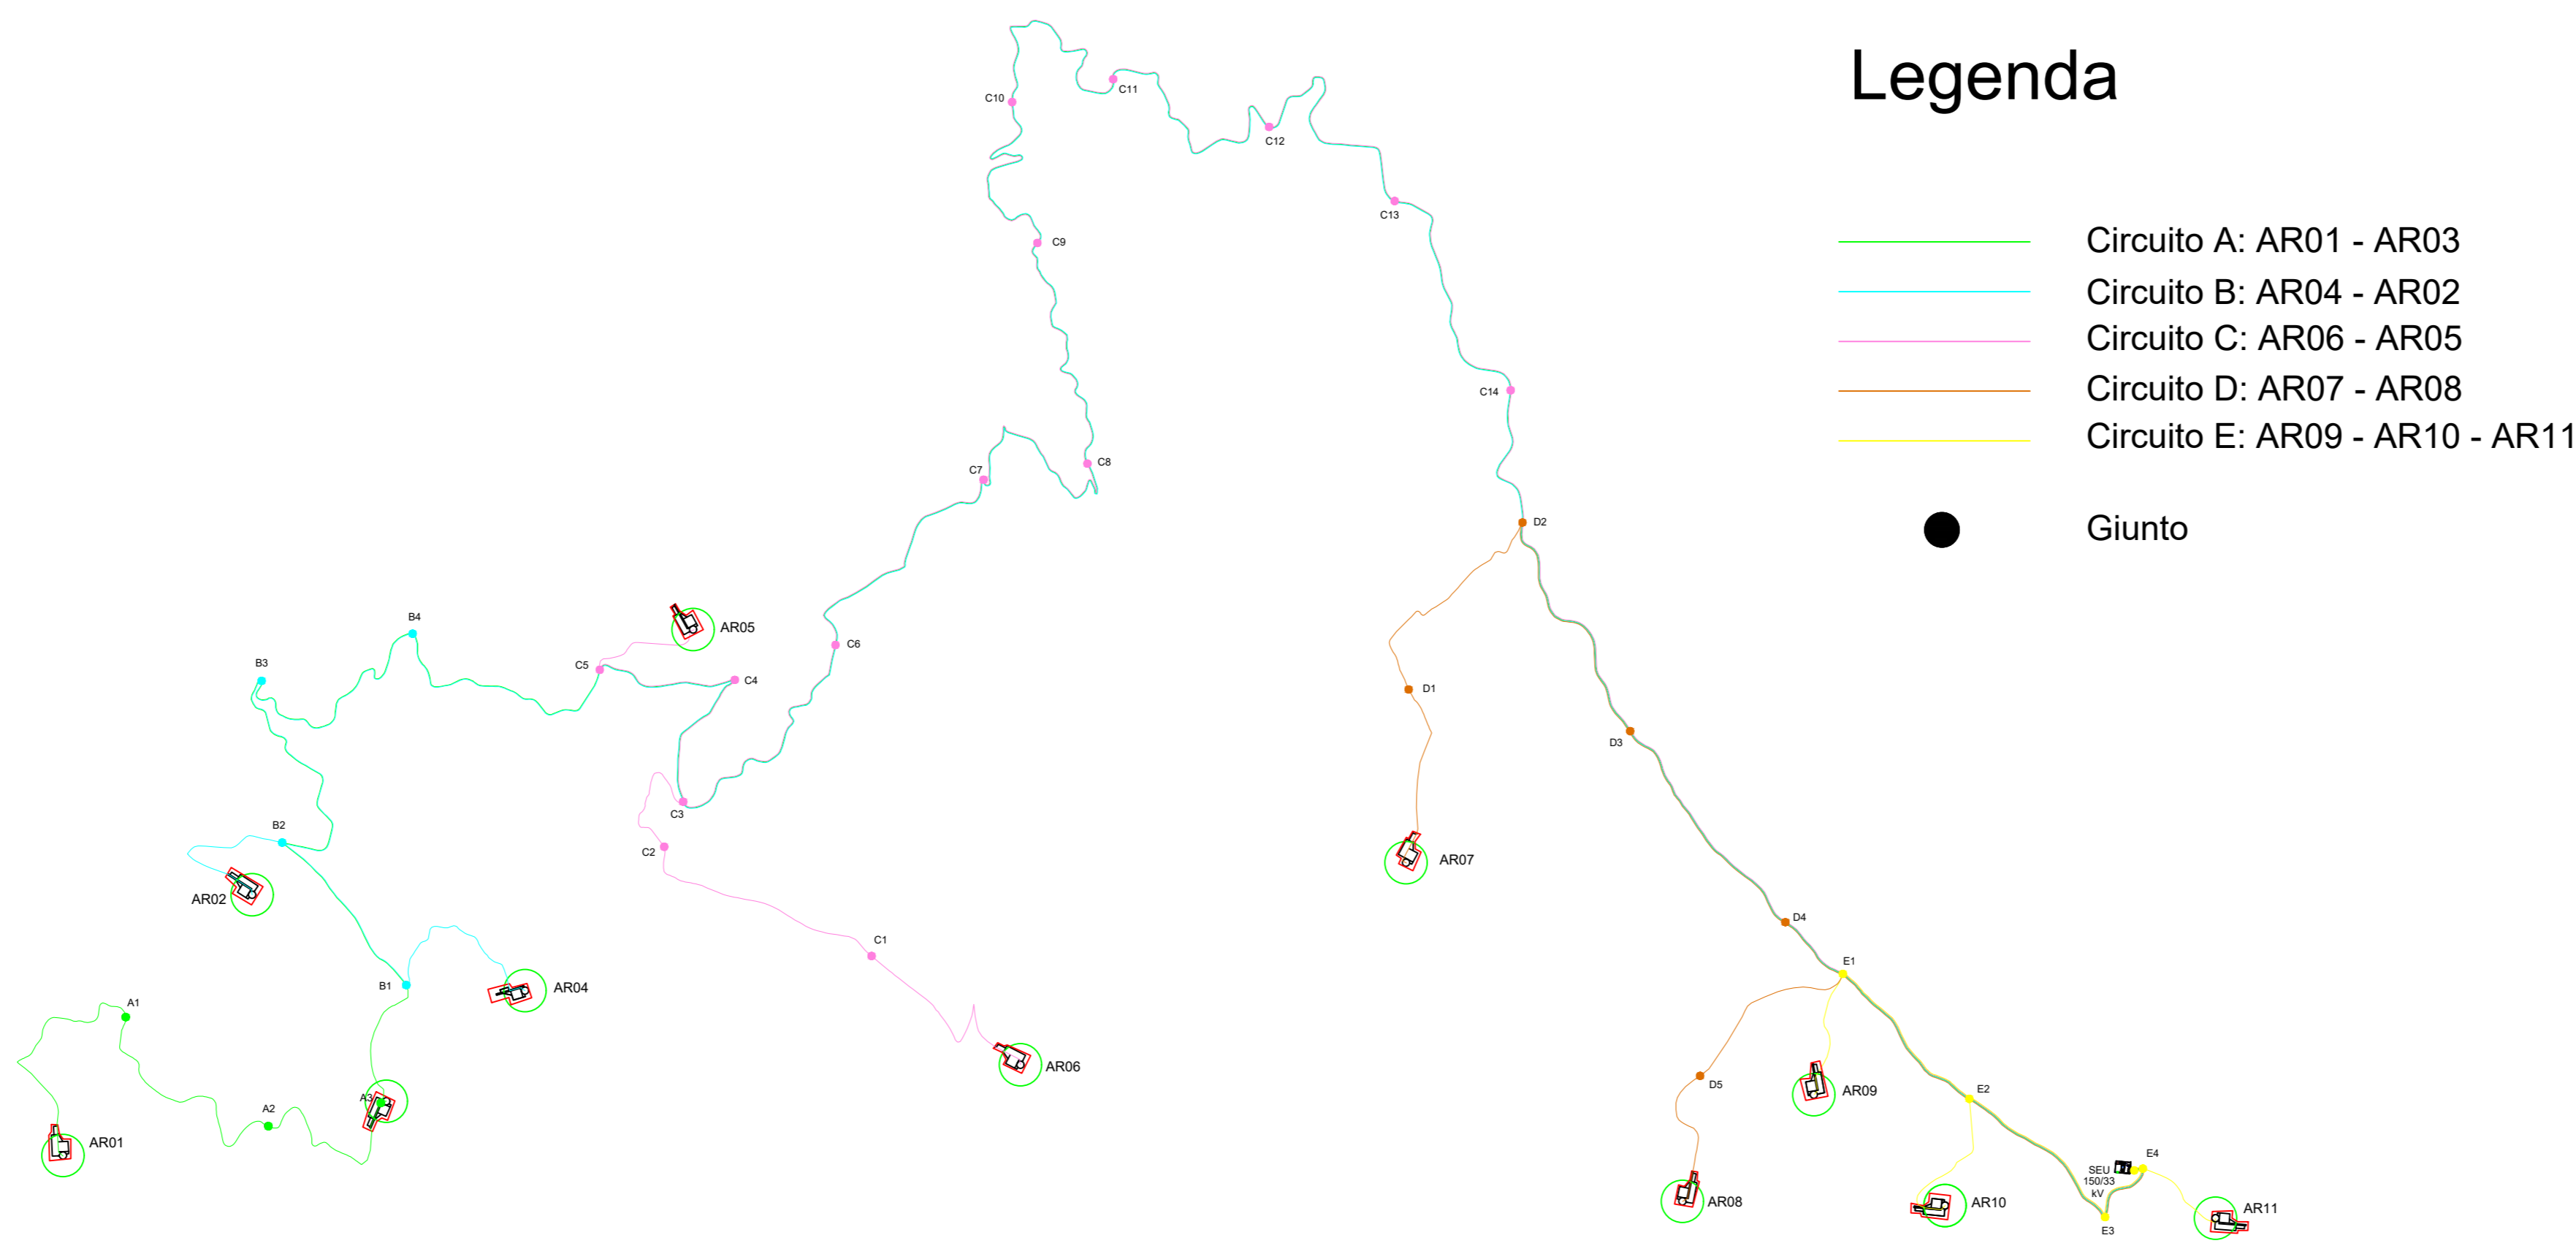 Legenda
Circuito A: AR01 - AR03
Circuito B: AR04 - AR02
Circuito C: AR06 - AR05
Circuito D: AR07 - AR08
Circuito E: AR09 - AR10 - AR11
Giunto
C10
C11
C12
C13
C9
C14
C7
C8
D2
B4
AR05
C6
B3
C5
C4
D1
D3
C3
B2
C2
AR07
AR02
D4
C1
E1
B1
AR04
A1
AR06
D5
AR09
E2
A3
A2
AR01
E4
SEU
150/33
kV
AR08
AR10
AR11
E3